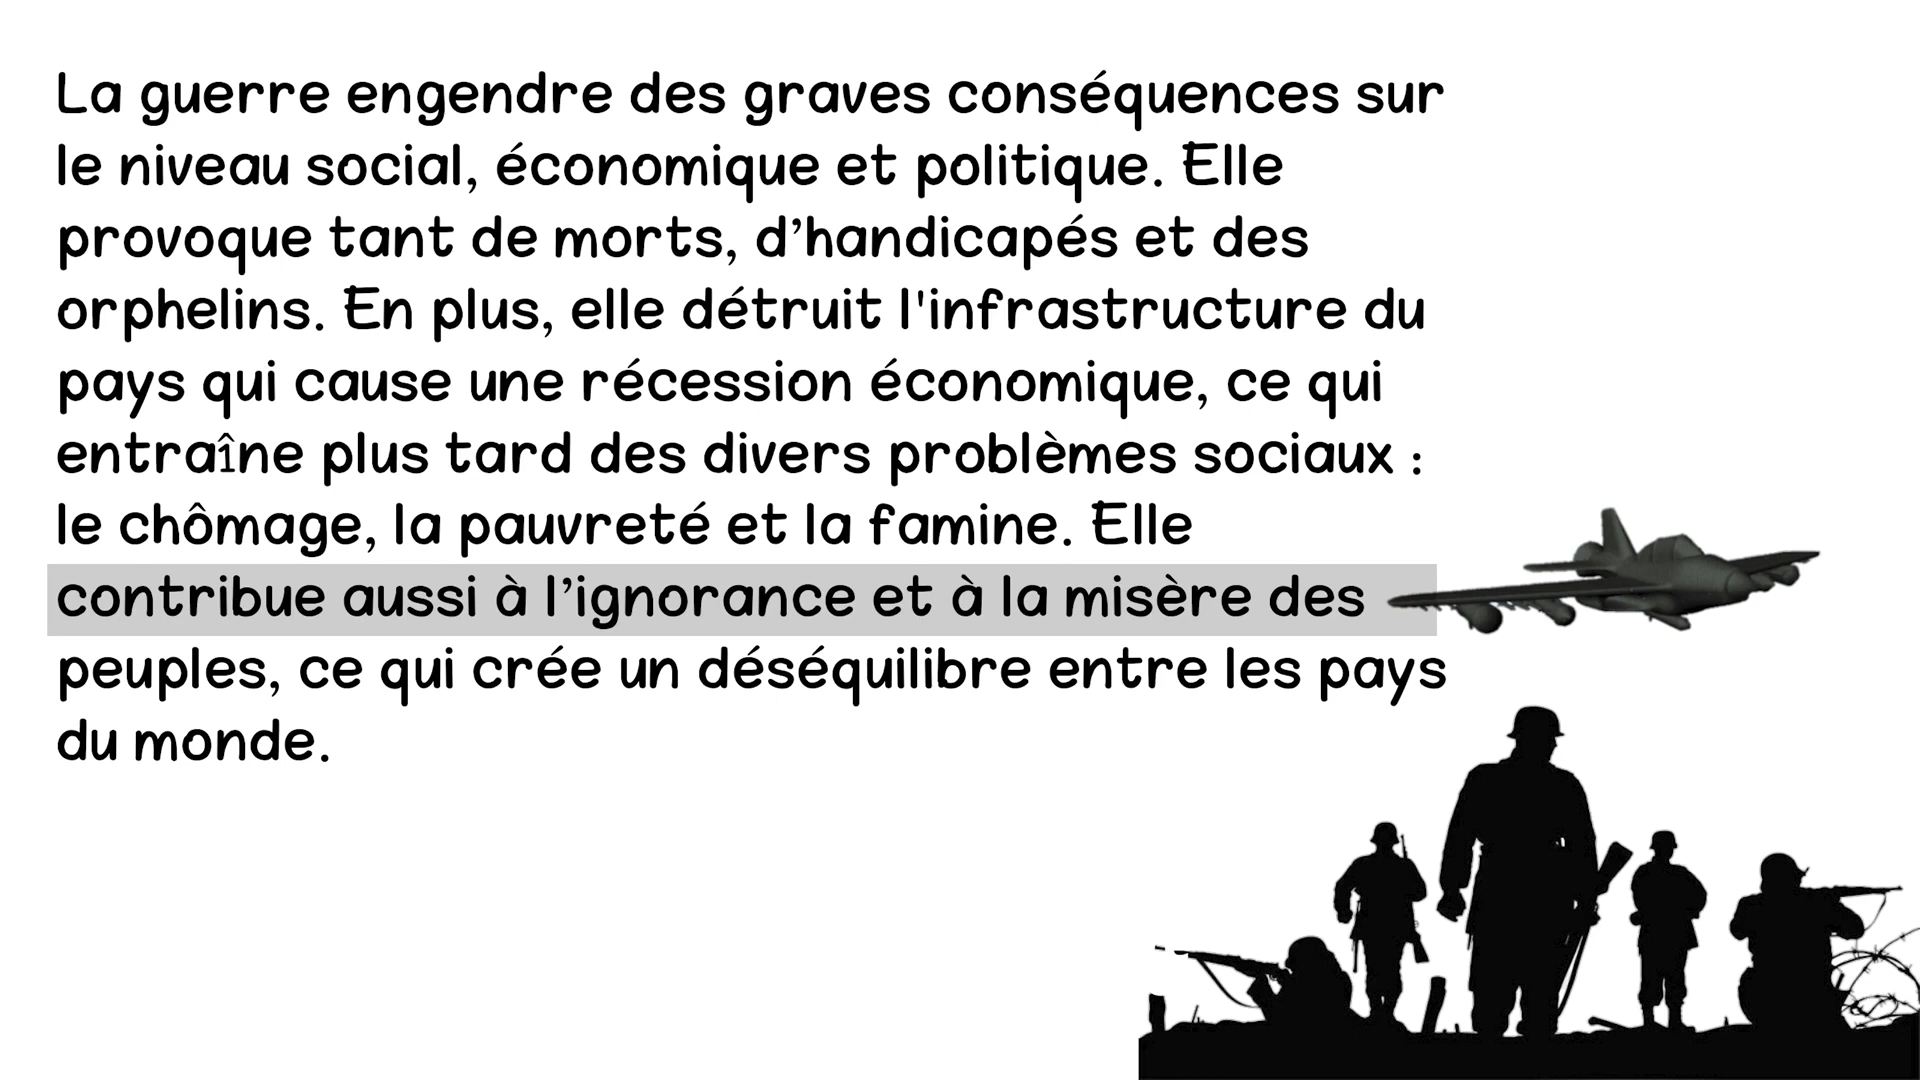 La guerre engendre des graves conséquences sur
le niveau social, économique et politique. Elle
provoque tant de morts, d’handicapés et des
orphelins. En plus, elle détruit l'infrastructure du
pays qui cause une récession économique, ce qui
entraîne plus tard des divers problèmes sociaux :
le chômage, la pauvreté et la famine. Elle
contribue aussi à l’ignorance et à la misère des
peuples, ce qui crée un déséquilibre entre les pays
du monde.